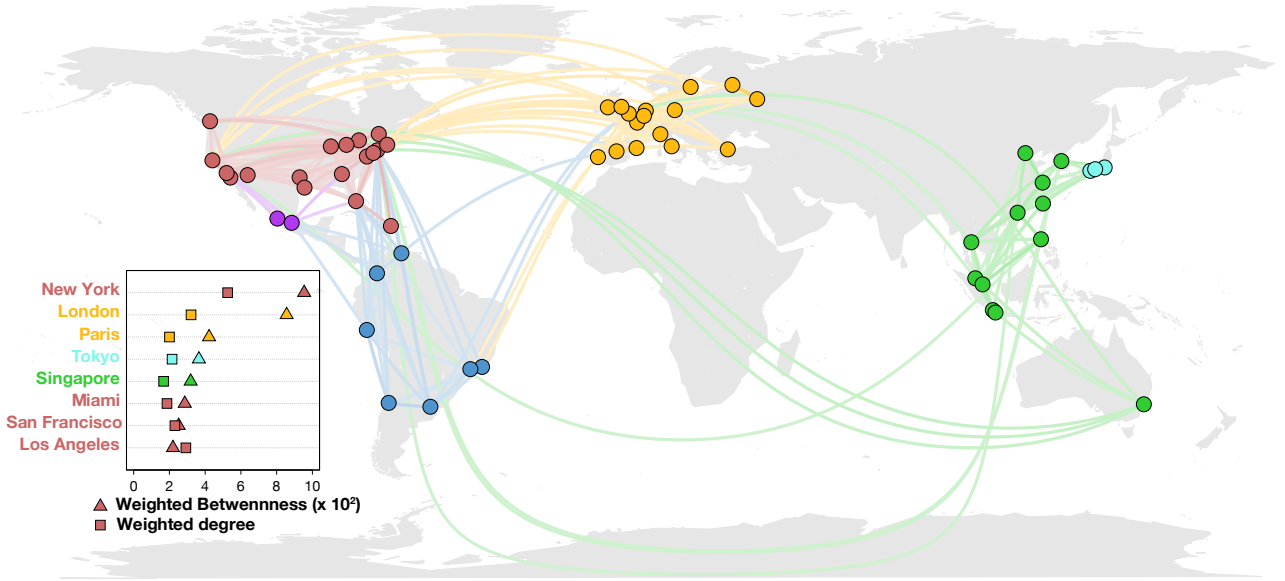 New York
London
Paris
Tokyo
Singapore
Miami
San Francisco
Los Angeles
0 2 4 6 8 10
Weighted Betwennness (x 10²)
Weighted degree